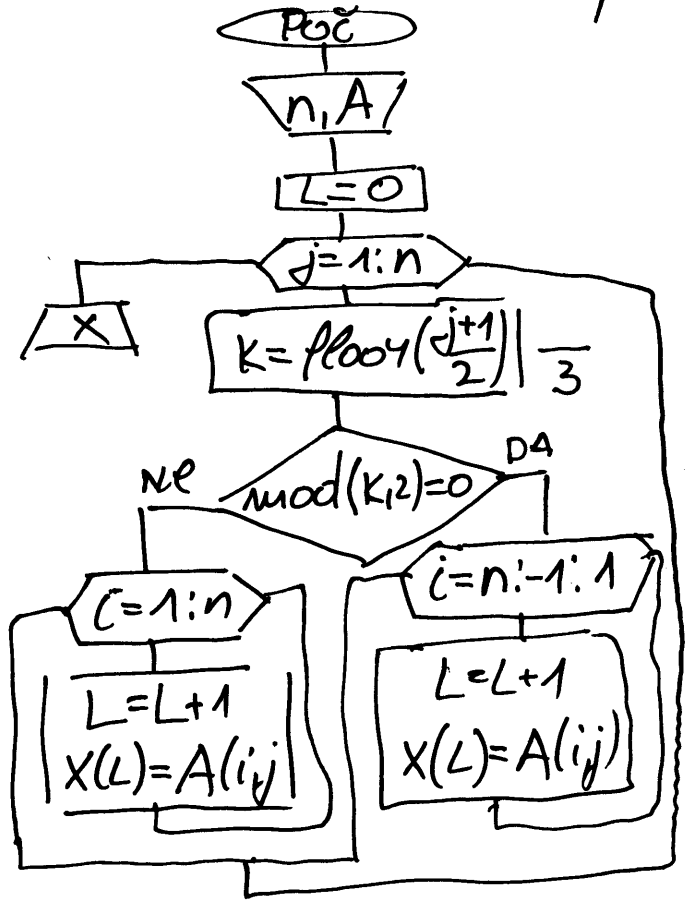 Poč
n, A
L=0
j=1:n
X
K=floor(j+1/2)
3
mod(K,2)=0
Ne
DA
i=1:n
i=n:-1:1
L=L+1
X(L)=A(i,j
L=L+1
X(L)=A(i,j)